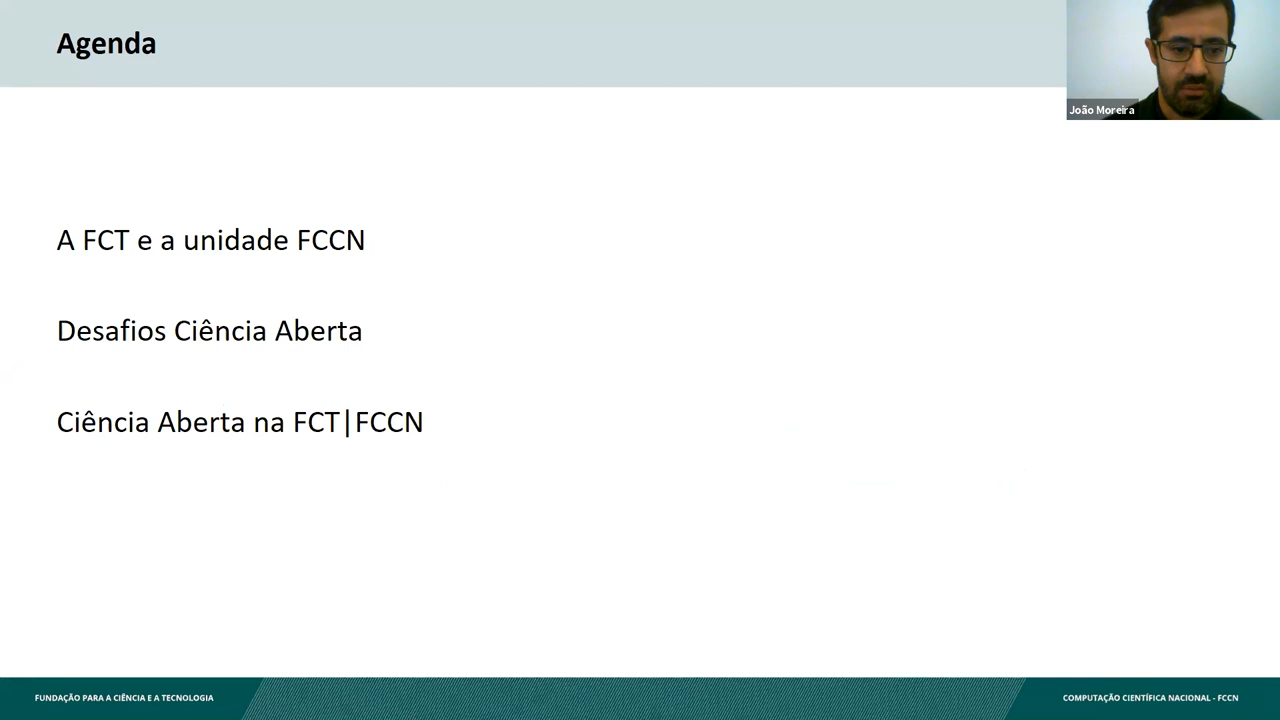 Agenda
João Moreira
A FCT e a unidade FCCN
Desafios Ciência Aberta
Ciência Aberta na FCT|FCCN
FUNDAÇÃO PARA A CIÊNCIA E A TECNOLOGIA
COMPUTAÇÃO CIENTÍFICA NACIONAL - FCCN